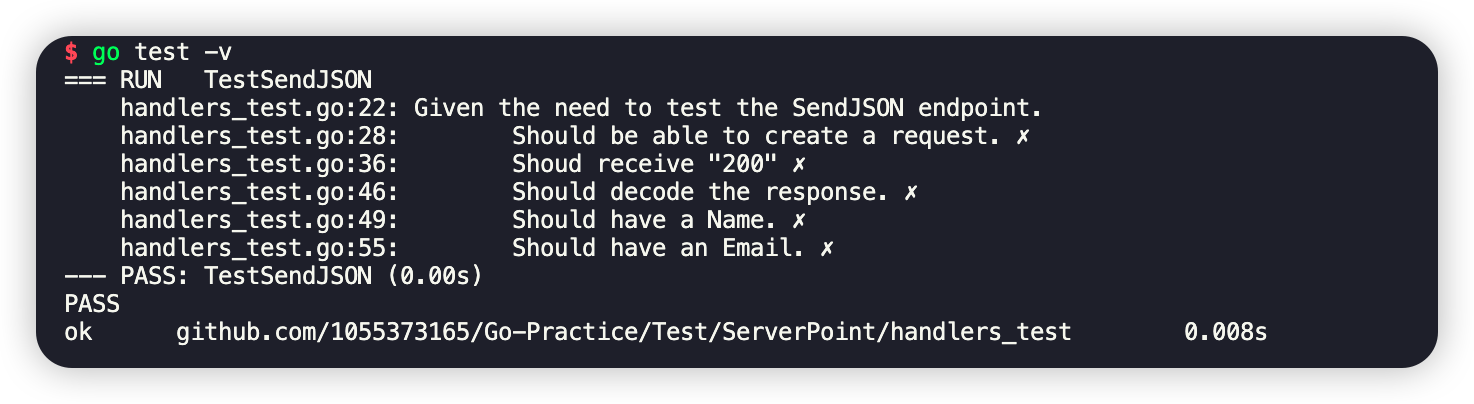 $ go test -v
=== RUN   TestSendJSON
    handlers_test.go:22: Given the need to test the SendJSON endpoint.
    handlers_test.go:28:        Should be able to create a request. ✗
    handlers_test.go:36:        Shoud receive "200" ✗
    handlers_test.go:46:        Should decode the response. ✗
    handlers_test.go:49:        Should have a Name. ✗
    handlers_test.go:55:        Should have an Email. ✗
--- PASS: TestSendJSON (0.00s)
PASS
ok      github.com/1055373165/Go-Practice/Test/ServerPoint/handlers_test        0.008s